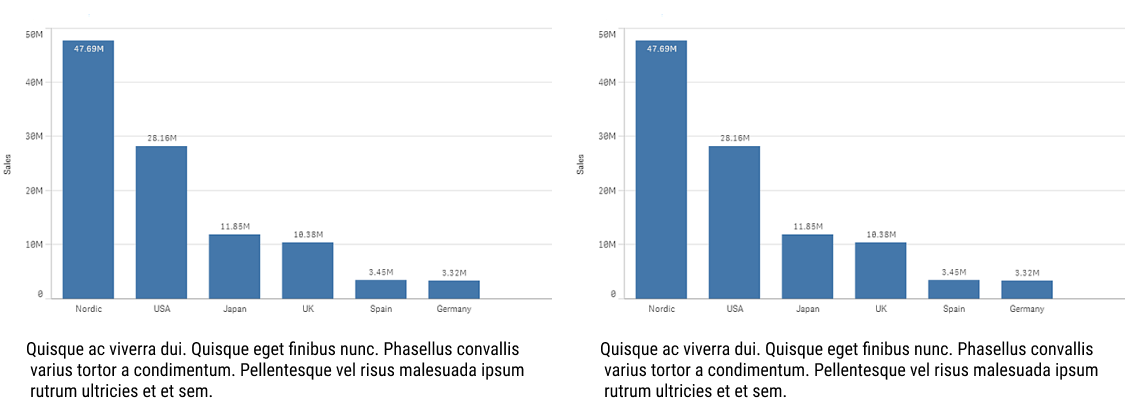 50M
47.69M
40M
30M
28.16M
Sales
20M
11.85M
10.38M
10M
3.45M
3.32M
0
Nordic USA Japan UK Spain Germany
Quisque ac viverra dui. Quisque eget finibus nunc. Phasellus convallis
varius tortor a condimentum. Pellentesque vel risus malesuada ipsum
rutrum ultricies et et sem.
50M
47.69M
40M
30M
28.16M
Sales
20M
11.85M
10.38M
10M
3.45M
3.32M
0
Nordic USA Japan UK Spain Germany
Quisque ac viverra dui. Quisque eget finibus nunc. Phasellus convallis
varius tortor a condimentum. Pellentesque vel risus malesuada ipsum
rutrum ultricies et et sem.